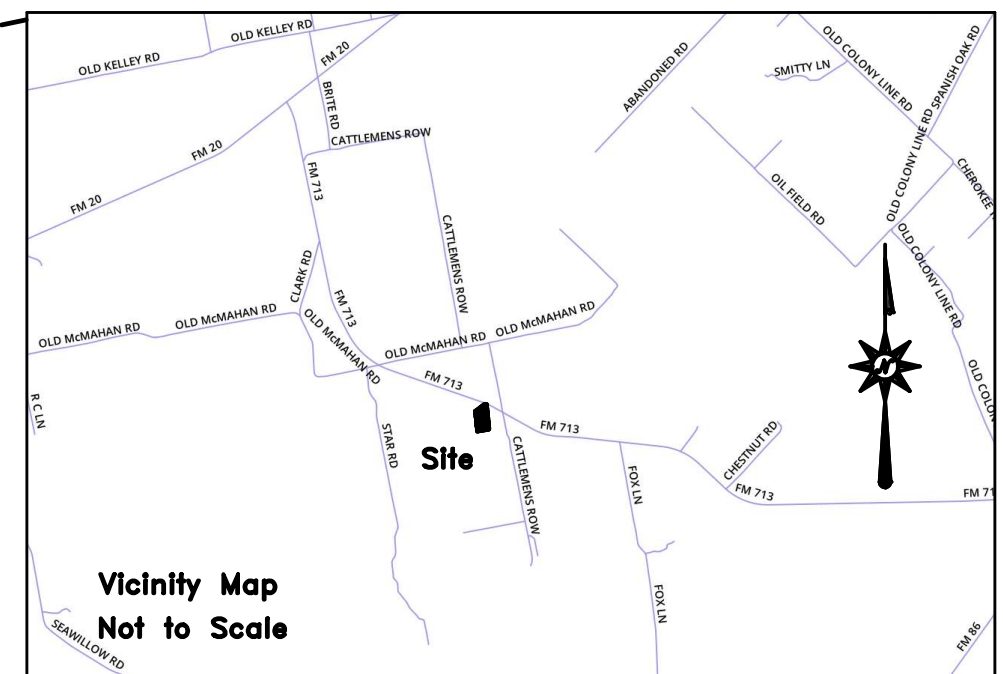 OLD KELLEY RD
OLD KELLEY RD
FM 20
BRITE RD
ABANDONED RD
SMITTY LN
OLD COLONY LINE RD
SPANISH OAK RD
CATTLEMENS ROW
FM 20
FM 713
FM 20
OIL FIELD RD
OLD COLONY LINE RD
CHEROKEE
CATTLEMENS ROW
CLARK RD
FM 713
OLD COLONY LINE RD
OLD McMAHAN RD
OLD McMAHAN RD
OLD McMAHAN RD
OLD McMAHAN RD
OLD McMAHAN RD
N
FM 713
OLD COLON
R C LN
STAR RD
Site
CATTLEMENS ROW
FM 713
CHESTNUT RD
FOX LN
FM 713
FM 71
Vicinity Map
Not to Scale
FOX LN
SEAWILLOW RD
FM 86